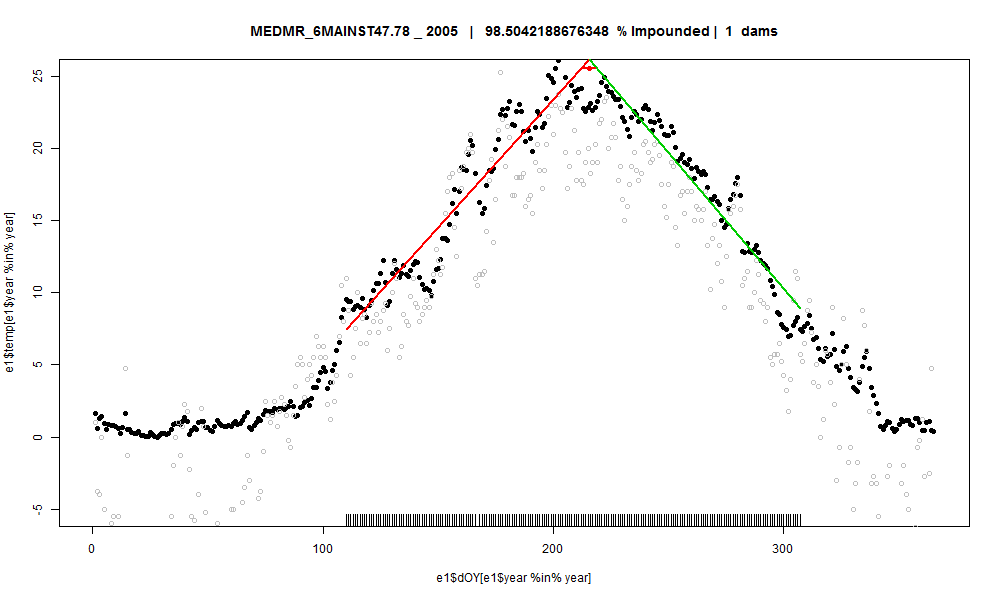 MEDMR_6MAINST47.78 _ 2005 | 98.5042188676348 % Impounded | 1 dams
e1$temp[e1$year %in% year]
25
20
15
10
5
0
-5
0 100 200 300
e1$dOY[e1$year %in% year]